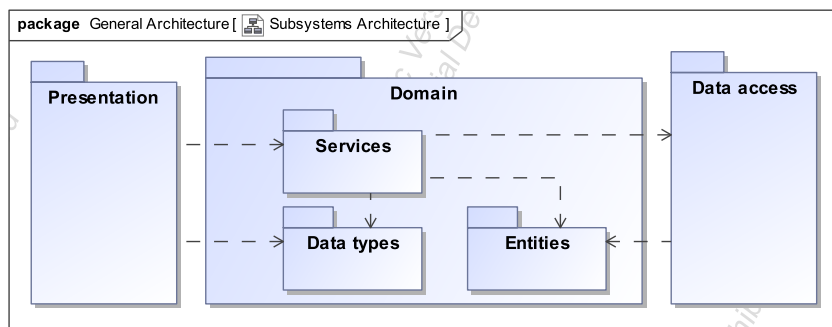 package General Architecture [ Subsystems Architecture ]
Presentation
Domain
Data access
Services
Data types
Entities